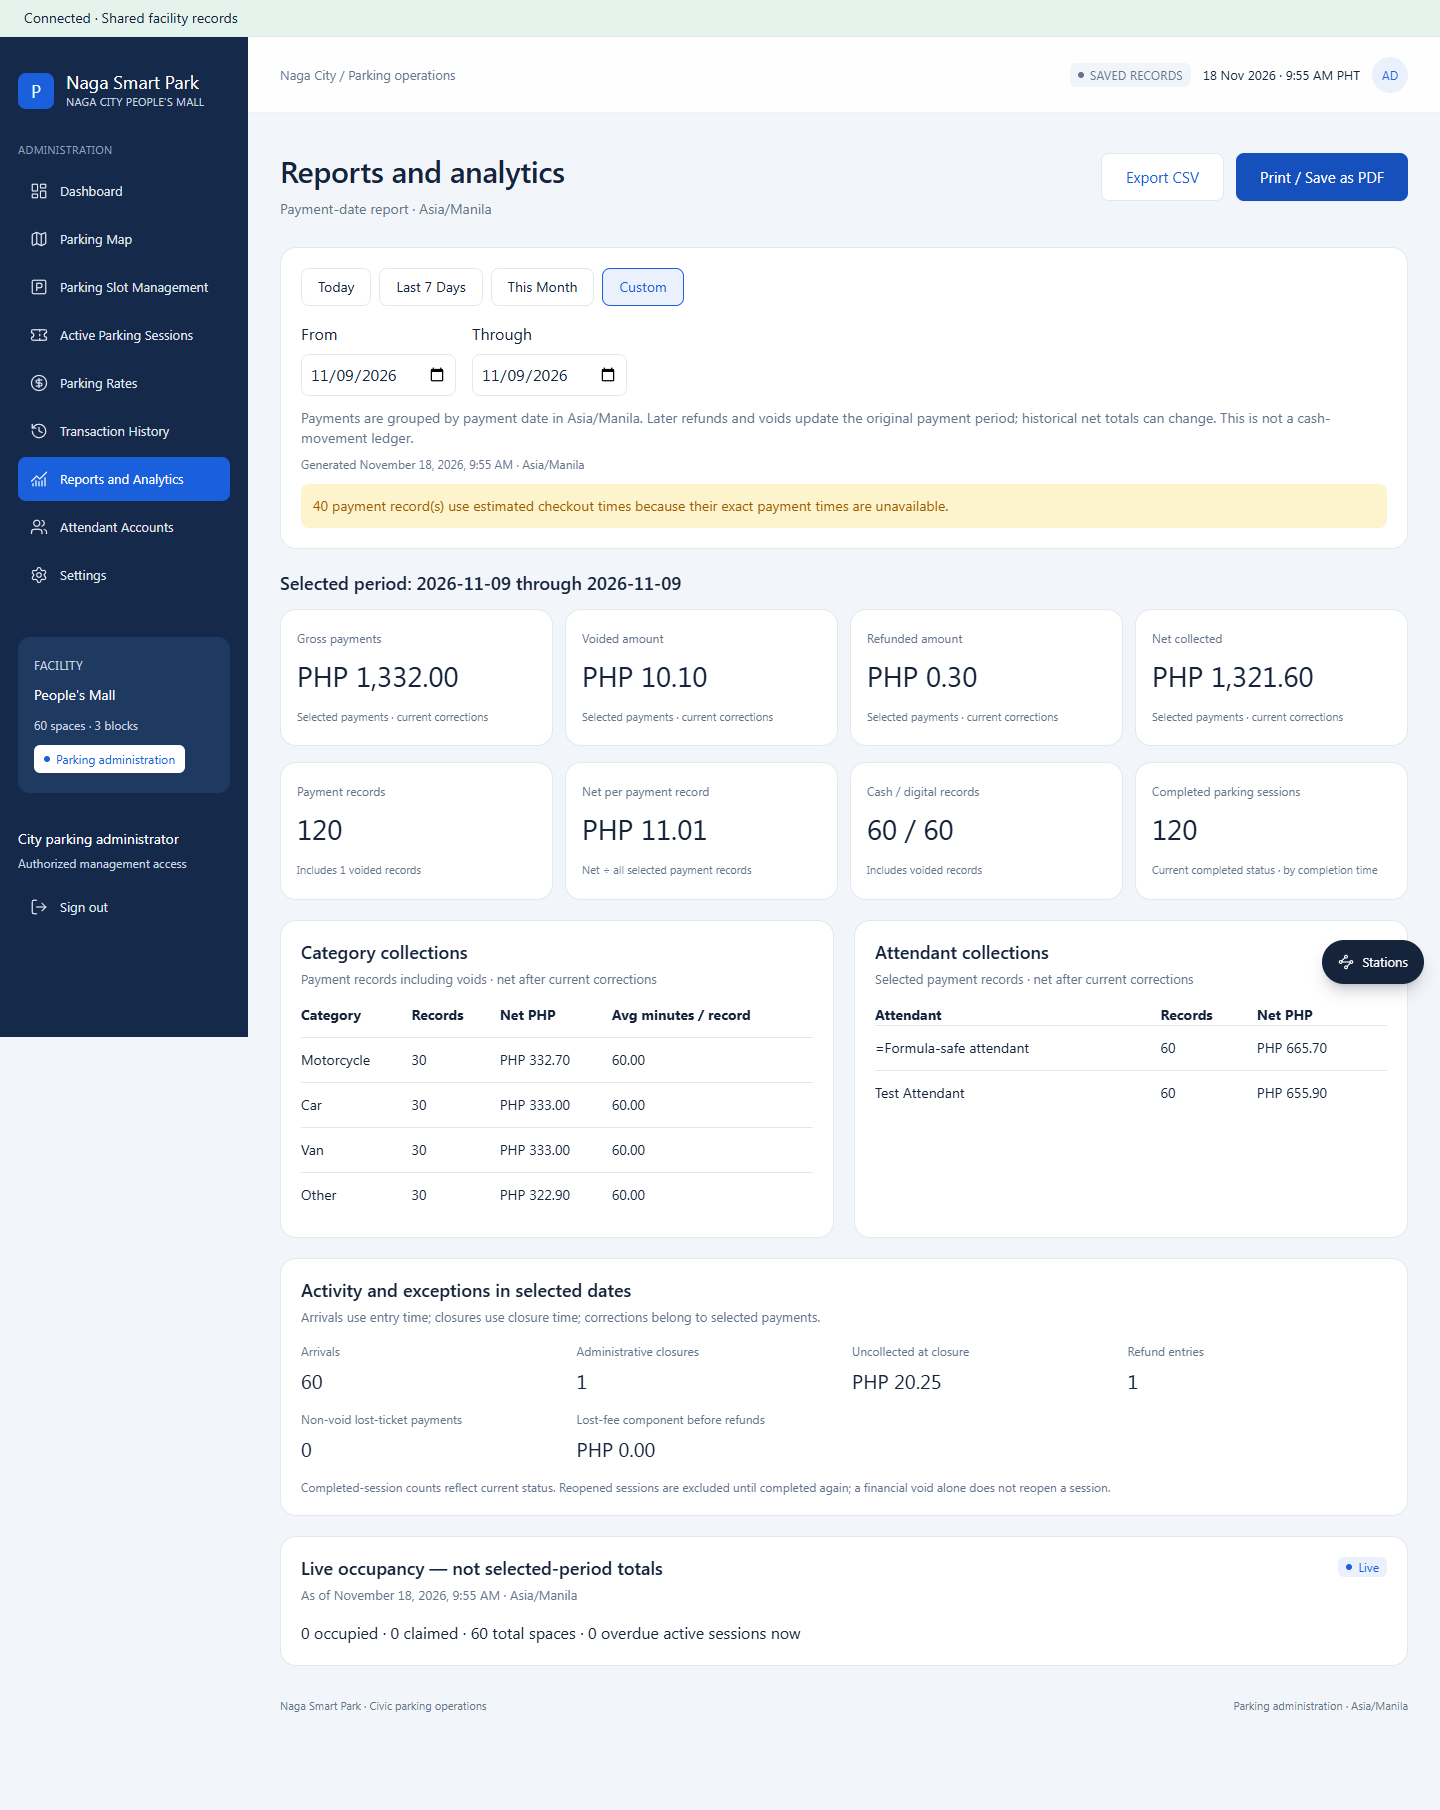 Connected · Shared facility records
P
Naga Smart Park
NAGA CITY PEOPLE'S MALL
ADMINISTRATION
Dashboard
Parking Map
Parking Slot Management
Active Parking Sessions
Parking Rates
Transaction History
Reports and Analytics
Attendant Accounts
Settings
FACILITY
People's Mall
60 spaces · 3 blocks
Parking administration
City parking administrator
Authorized management access
Sign out
Naga City / Parking operations
SAVED RECORDS
18 Nov 2026 · 9:55 AM PHT
AD
Reports and analytics
Payment-date report · Asia/Manila
Export CSV
Print / Save as PDF
Today
Last 7 Days
This Month
Custom
From
Through
11/09/2026
11/09/2026
Payments are grouped by payment date in Asia/Manila. Later refunds and voids update the original payment period; historical net totals can change. This is not a cash-
movement ledger.
Generated November 18, 2026, 9:55 AM · Asia/Manila
40 payment record(s) use estimated checkout times because their exact payment times are unavailable.
Selected period: 2026-11-09 through 2026-11-09
Gross payments
PHP 1,332.00
Selected payments · current corrections
Voided amount
PHP 10.10
Selected payments · current corrections
Refunded amount
PHP 0.30
Selected payments · current corrections
Net collected
PHP 1,321.60
Selected payments · current corrections
Payment records
120
Includes 1 voided records
Net per payment record
PHP 11.01
Net ÷ all selected payment records
Cash / digital records
60 / 60
Includes voided records
Completed parking sessions
120
Current completed status · by completion time
Category collections
Payment records including voids · net after current corrections
Category Records Net PHP Avg minutes / record
Motorcycle 30 PHP 332.70 60.00
Car 30 PHP 333.00 60.00
Van 30 PHP 333.00 60.00
Other 30 PHP 322.90 60.00
Attendant collections
Selected payment records · net after current corrections
Attendant Records Net PHP
=Formula-safe attendant 60 PHP 665.70
Test Attendant 60 PHP 655.90
Stations
Activity and exceptions in selected dates
Arrivals use entry time; closures use closure time; corrections belong to selected payments.
Arrivals
60
Administrative closures
1
Uncollected at closure
PHP 20.25
Refund entries
1
Non-void lost-ticket payments
0
Lost-fee component before refunds
PHP 0.00
Completed-session counts reflect current status. Reopened sessions are excluded until completed again; a financial void alone does not reopen a session.
Live occupancy — not selected-period totals
Live
As of November 18, 2026, 9:55 AM · Asia/Manila
0 occupied · 0 claimed · 60 total spaces · 0 overdue active sessions now
Naga Smart Park · Civic parking operations
Parking administration · Asia/Manila